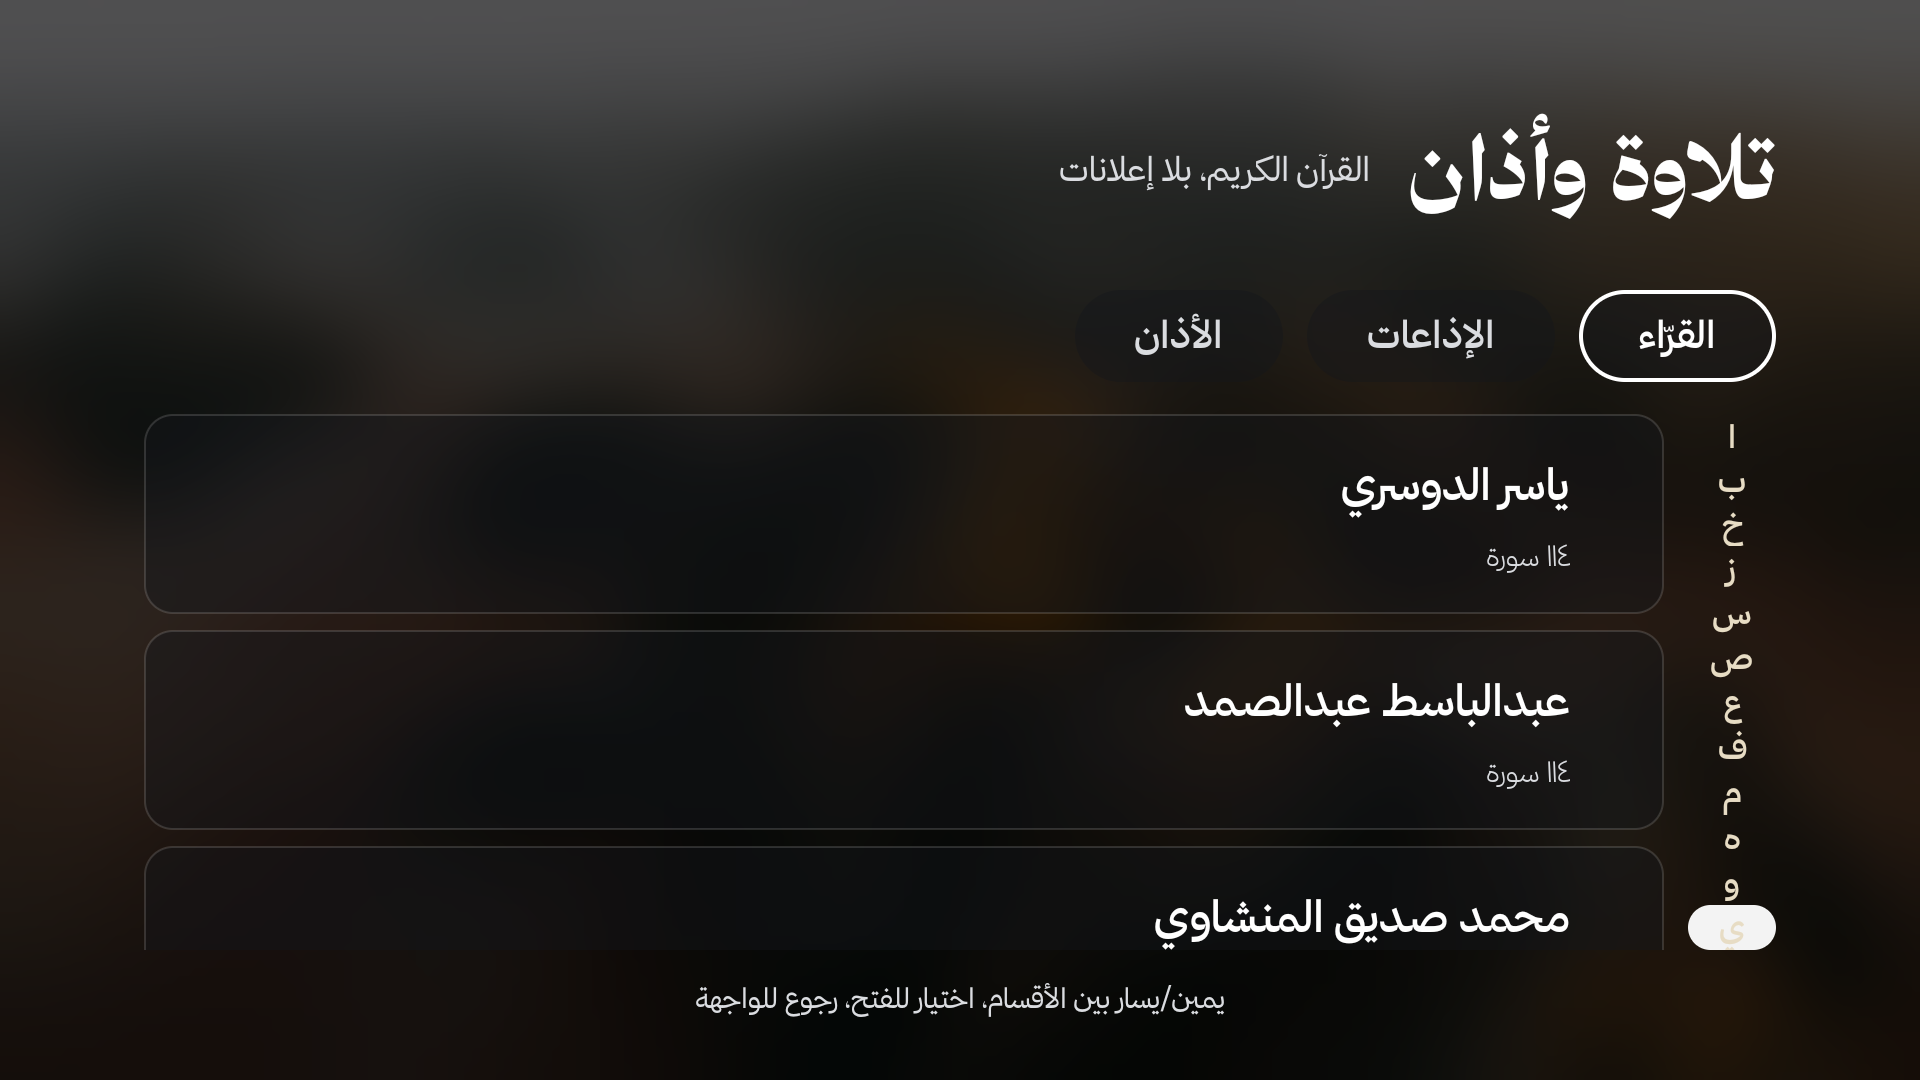 تلاوة وأذان
القرآن الكريم، بلا إعلانات
القرّاء
الإذاعات
الأذان
ا
ب
خ
ز
س
ص
ع
ف
م
ه
و
ي
ياسر الدوسري
١١٤ سورة
عبدالباسط عبدالصمد
١١٤ سورة
محمد صديق المنشاوي
يمين/يسار بين الأقسام، اختيار للفتح، رجوع للواجهة